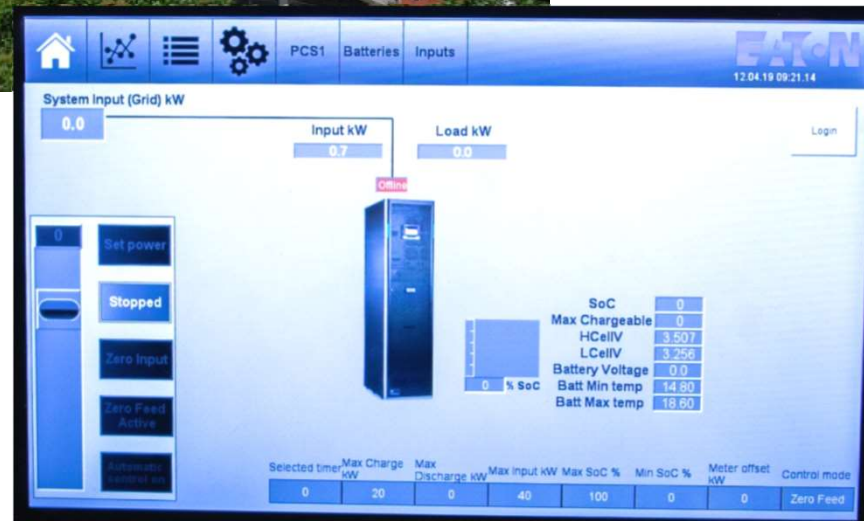 PCS1 Batteries Inputs
EATON
12.04.19 09:21.14
System Input (Grid) kW
0.0
Input kW Load kW
0.7 0.0
Login
Offline
0
Set power
Stopped
Zero Input
Zero Feed
Active
Automatic
control on
SoC 0
Max Chargeable 0
HCellV 3.507
LCellV 3.256
Battery Voltage 0.0
Batt Min temp 14.80
Batt Max temp 18.60
0 % SoC
Selected timer Max Charge kW Max Discharge kW Max Input kW Max SoC % Min SoC % Meter offset kW Control mode
0 20 0 40 100 0 0 Zero Feed